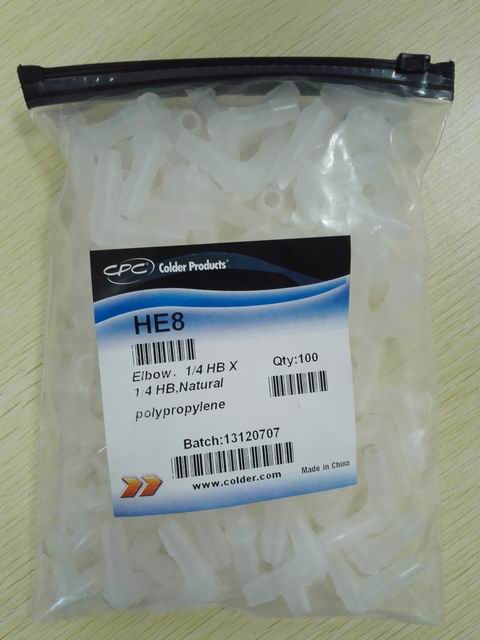 CPC® Colder Products®
HE8
Elbow, 1/4 HB X
1/4 HB,Natural
polypropylene
Qty:100
Batch:13120707
www.colder.com
Made in China